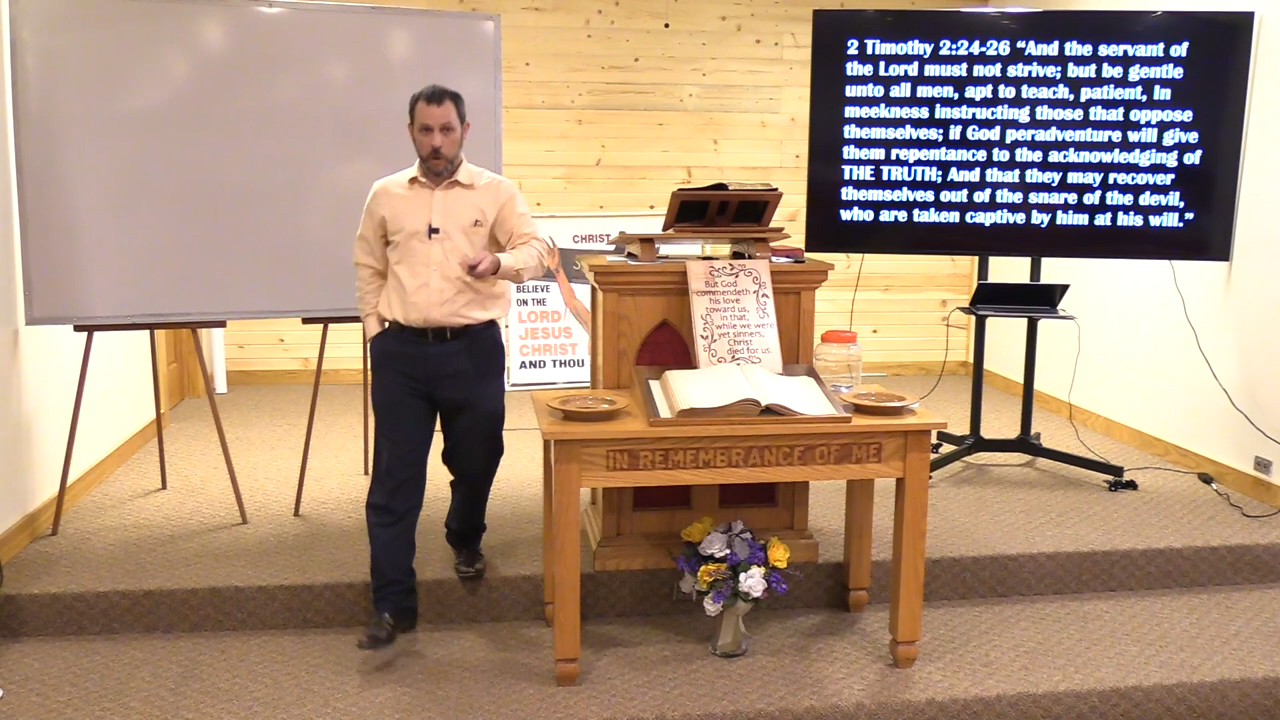 2 Timothy 2:24-26 “And the servant of
the Lord must not strive; but be gentle
unto all men, apt to teach, patient, In
meekness instructing those that oppose
themselves; if God peradventure will give
them repentance to the acknowledging of
THE TRUTH; And that they may recover
themselves out of the snare of the devil,
who are taken captive by him at his will.”
CHRIST
BELIEVE
ON THE
LORD
JESUS
CHRIST
AND THOU
But God
commendeth
his love
toward us,
in that,
while we were
yet sinners,
Christ
died for us.
IN REMEMBRANCE OF ME